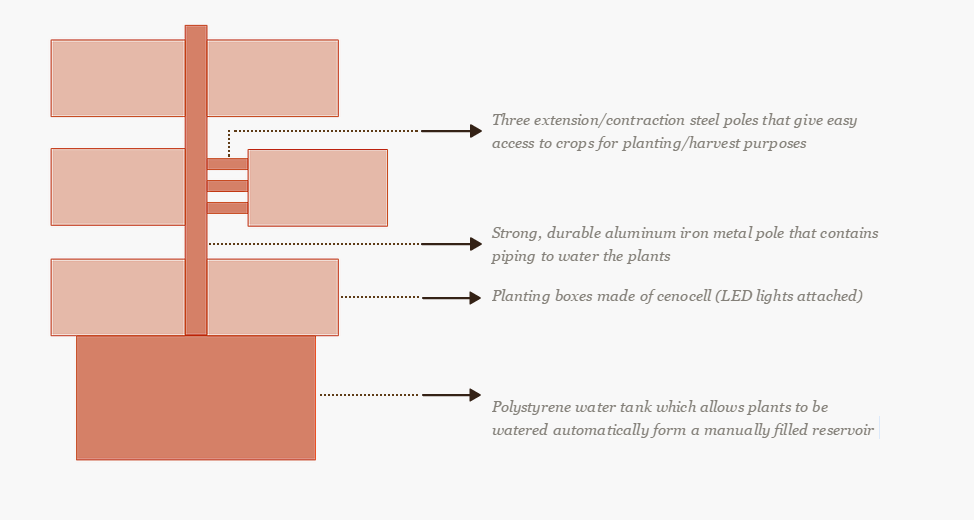 Three extension/contraction steel poles that give easy
access to crops for planting/harvest purposes
Strong, durable aluminum iron metal pole that contains
piping to water the plants
Planting boxes made of cenocell (LED lights attached)
Polystyrene water tank which allows plants to be
watered automatically form a manually filled reservoir